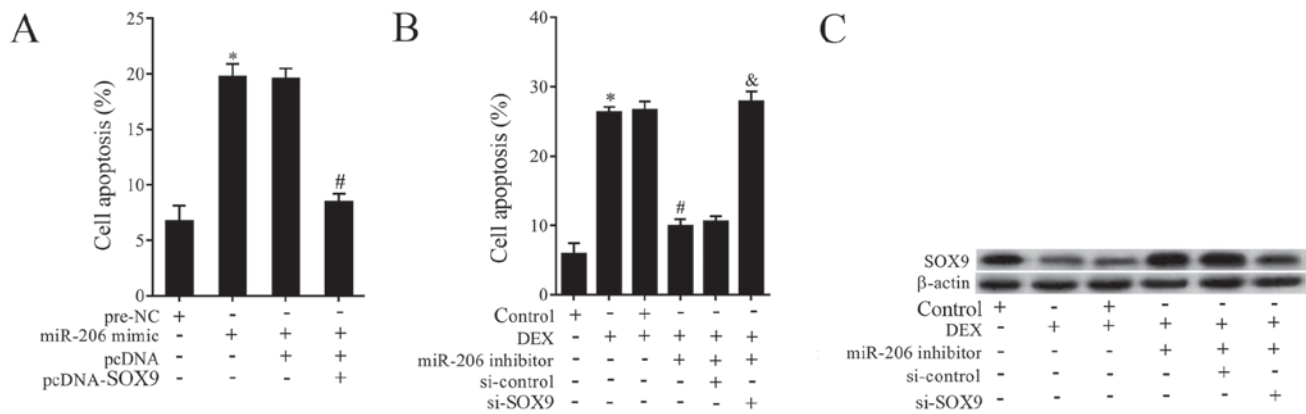 A
Cell apoptosis (%)
25
20
15
10
5
0
*
#
pre-NC + - - -
miR-206 mimic - + + +
pcDNA - - + +
pcDNA-SOX9 - - - +
B
Cell apoptosis (%)
40
30
20
10
0
*
#
&
Control + - + - - -
DEX - + + + + +
miR-206 inhibitor - - - + + +
si-control - - - - + -
si-SOX9 - - - - - +
C
SOX9
β-actin
Control + - + - - -
DEX - + + + + +
miR-206 inhibitor - - - + + +
si-control - - - - + -
si-SOX9 - - - - - +